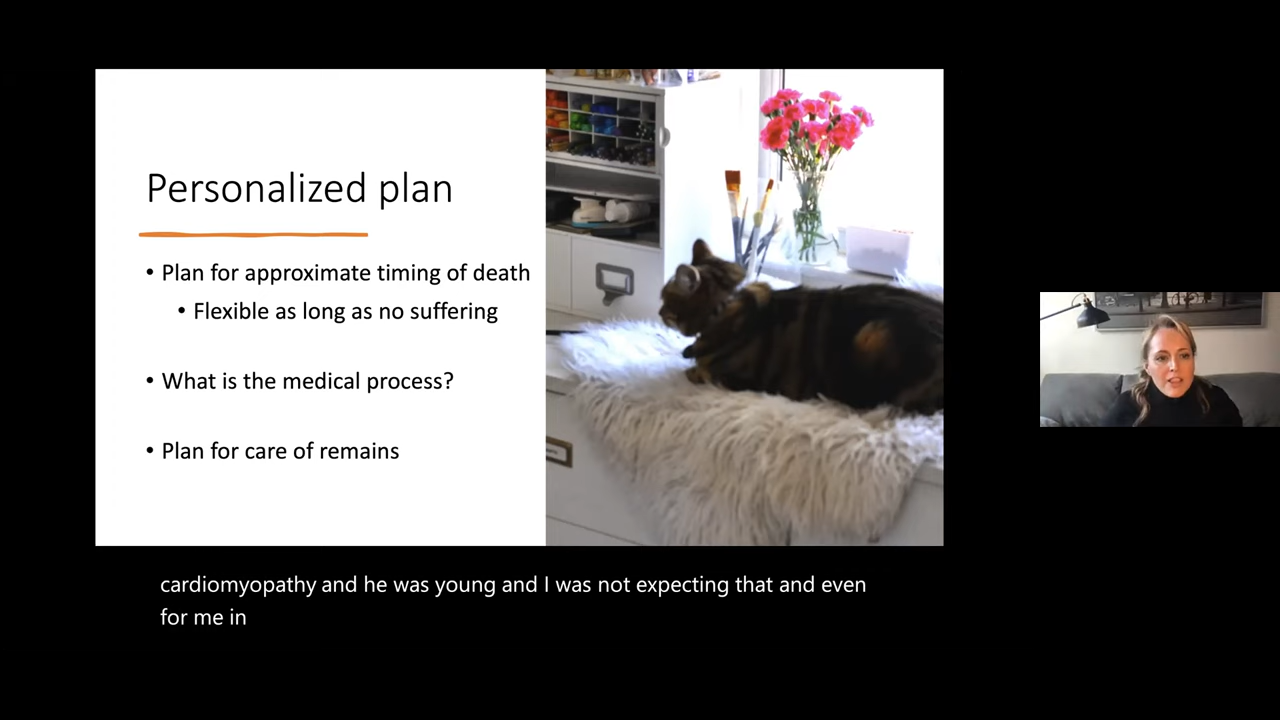 Personalized plan
• Plan for approximate timing of death
• Flexible as long as no suffering
• What is the medical process?
• Plan for care of remains
cardiomyopathy and he was young and I was not expecting that and even
for me in